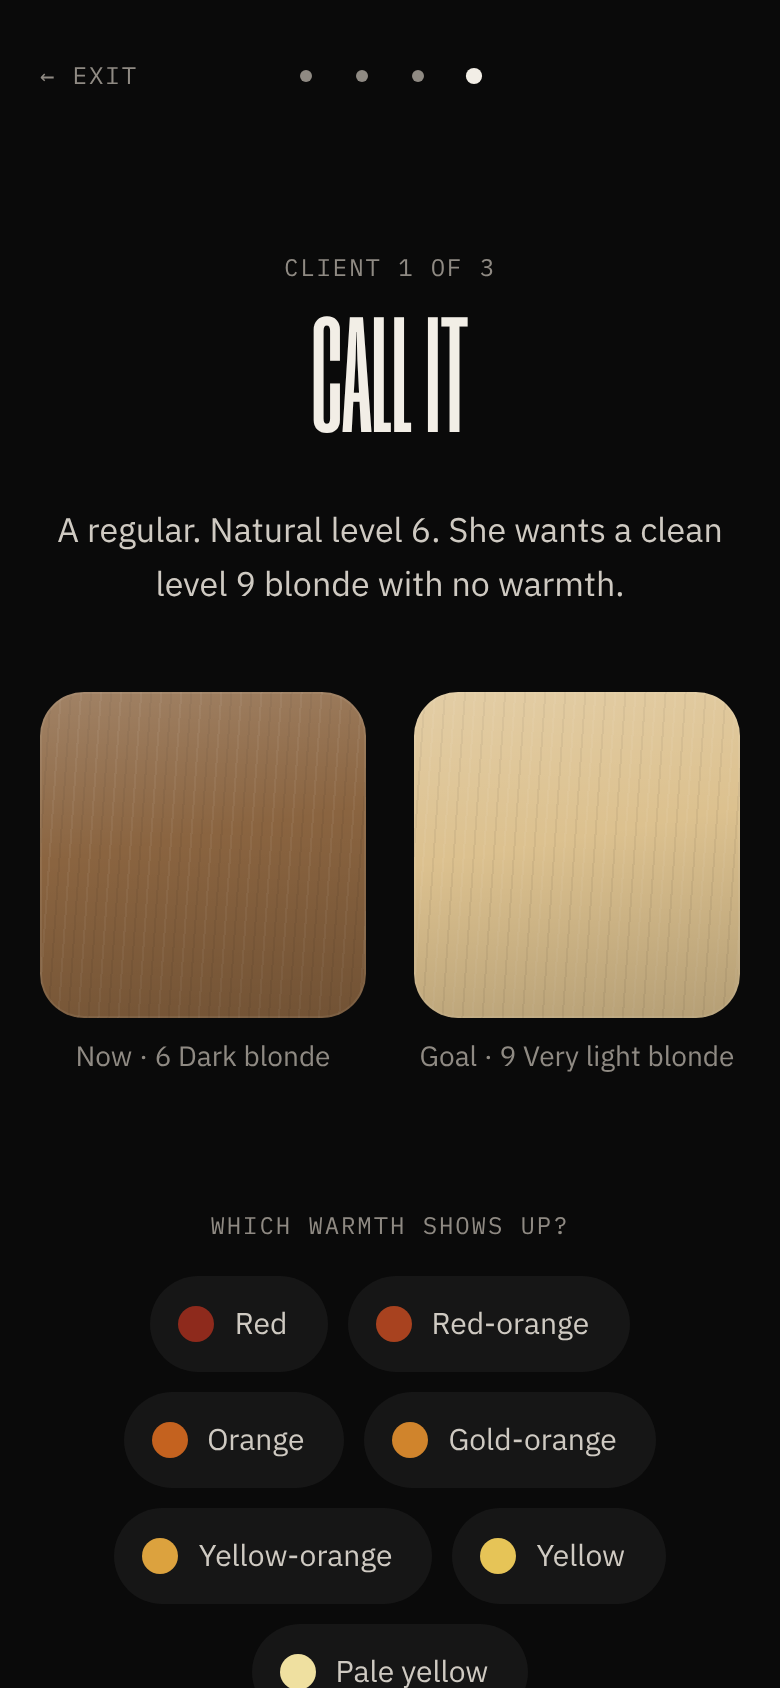 ← EXIT
CLIENT 1 OF 3
CALL IT
A regular. Natural level 6. She wants a clean
level 9 blonde with no warmth.
Now · 6 Dark blonde
Goal · 9 Very light blonde
WHICH WARMTH SHOWS UP?
Red
Red-orange
Orange
Gold-orange
Yellow-orange
Yellow
Pale yellow